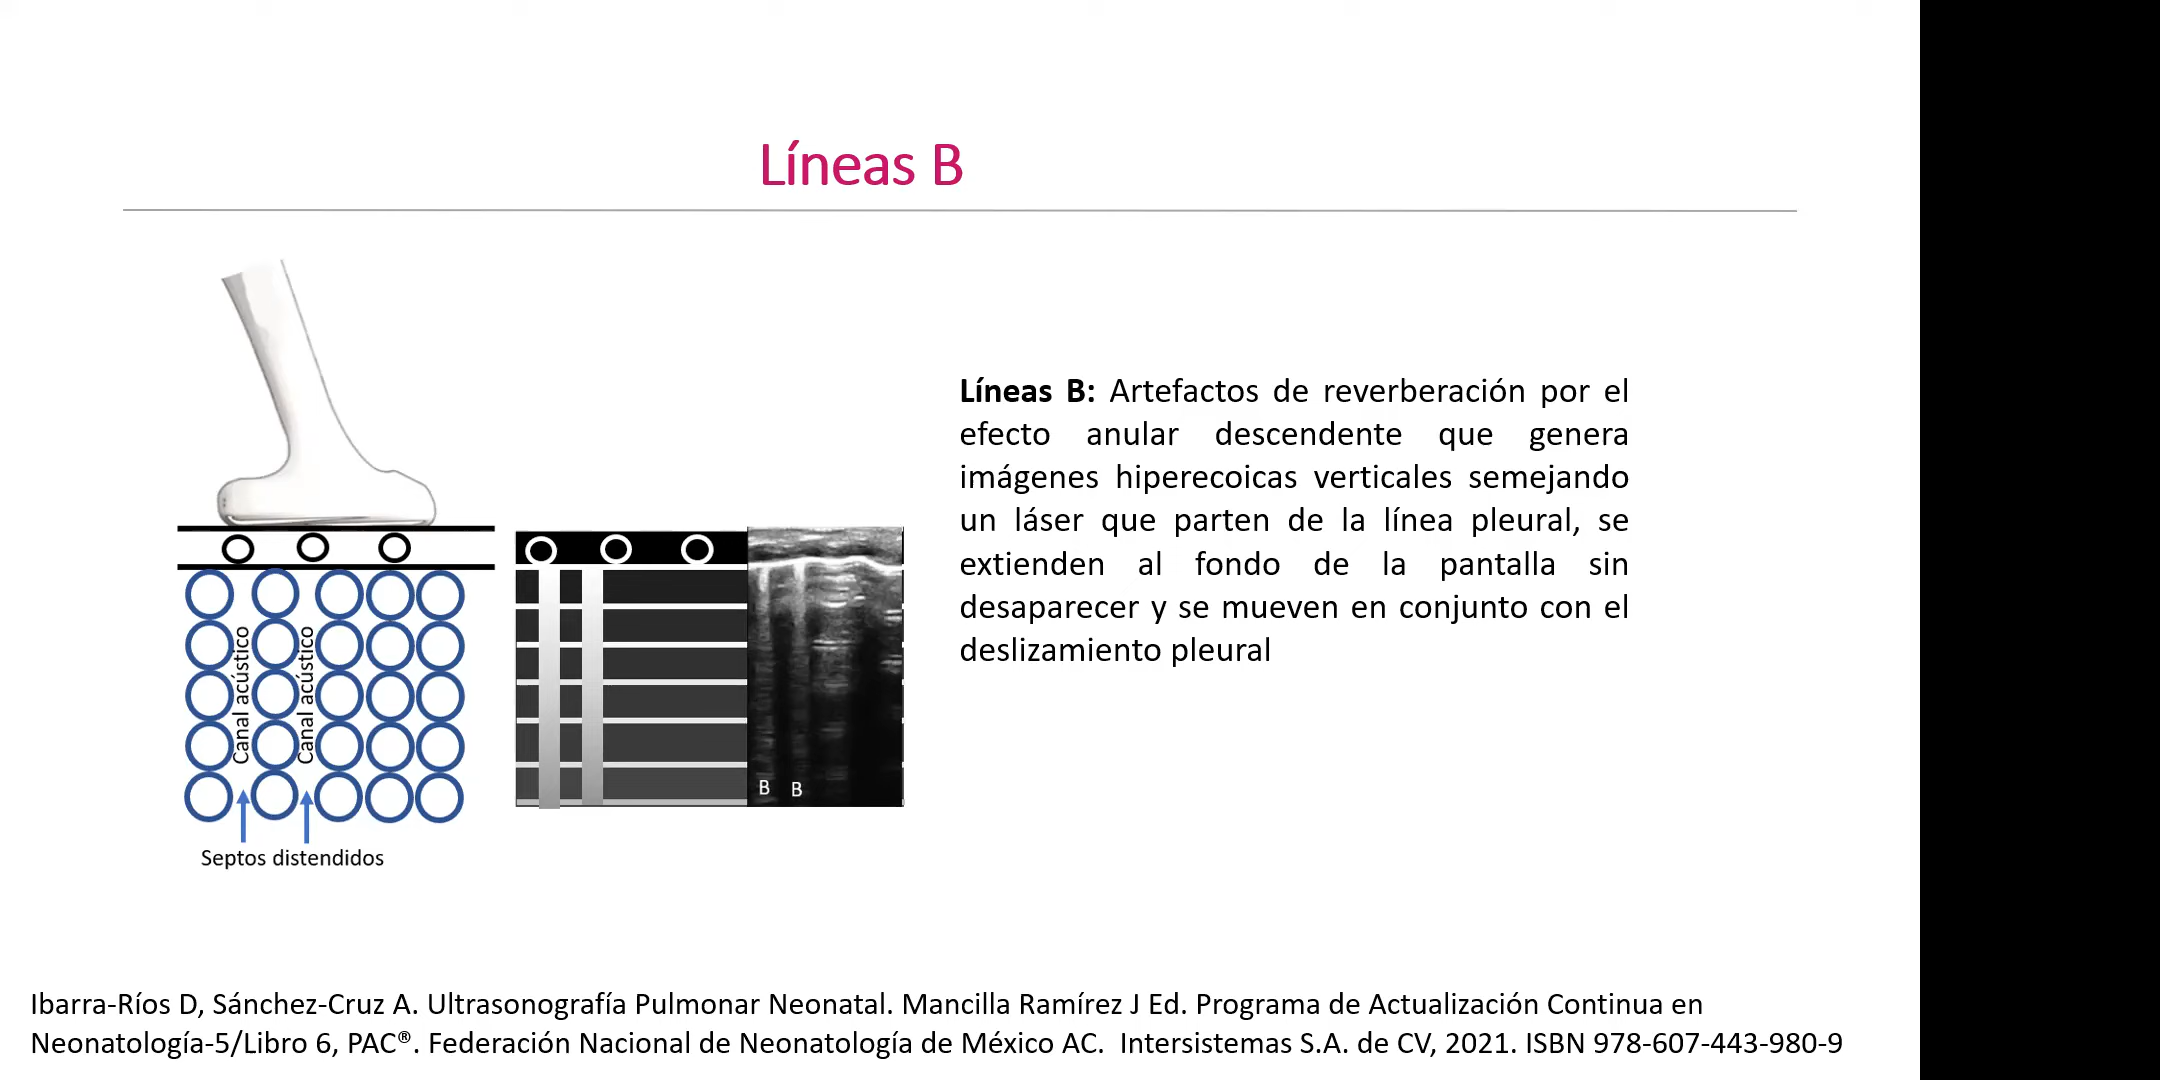 Líneas B
Líneas B: Artefactos de reverberación por el
efecto anular descendente que genera
imágenes hiperecoicas verticales semejando
un láser que parten de la línea pleural, se
extienden al fondo de la pantalla sin
desaparecer y se mueven en conjunto con el
deslizamiento pleural
Canal acústico
Canal acústico
B B
Septos distendidos
Ibarra-Ríos D, Sánchez-Cruz A. Ultrasonografía Pulmonar Neonatal. Mancilla Ramírez J Ed. Programa de Actualización Continua en
Neonatología-5/Libro 6, PAC®. Federación Nacional de Neonatología de México AC.  Intersistemas S.A. de CV, 2021. ISBN 978-607-443-980-9